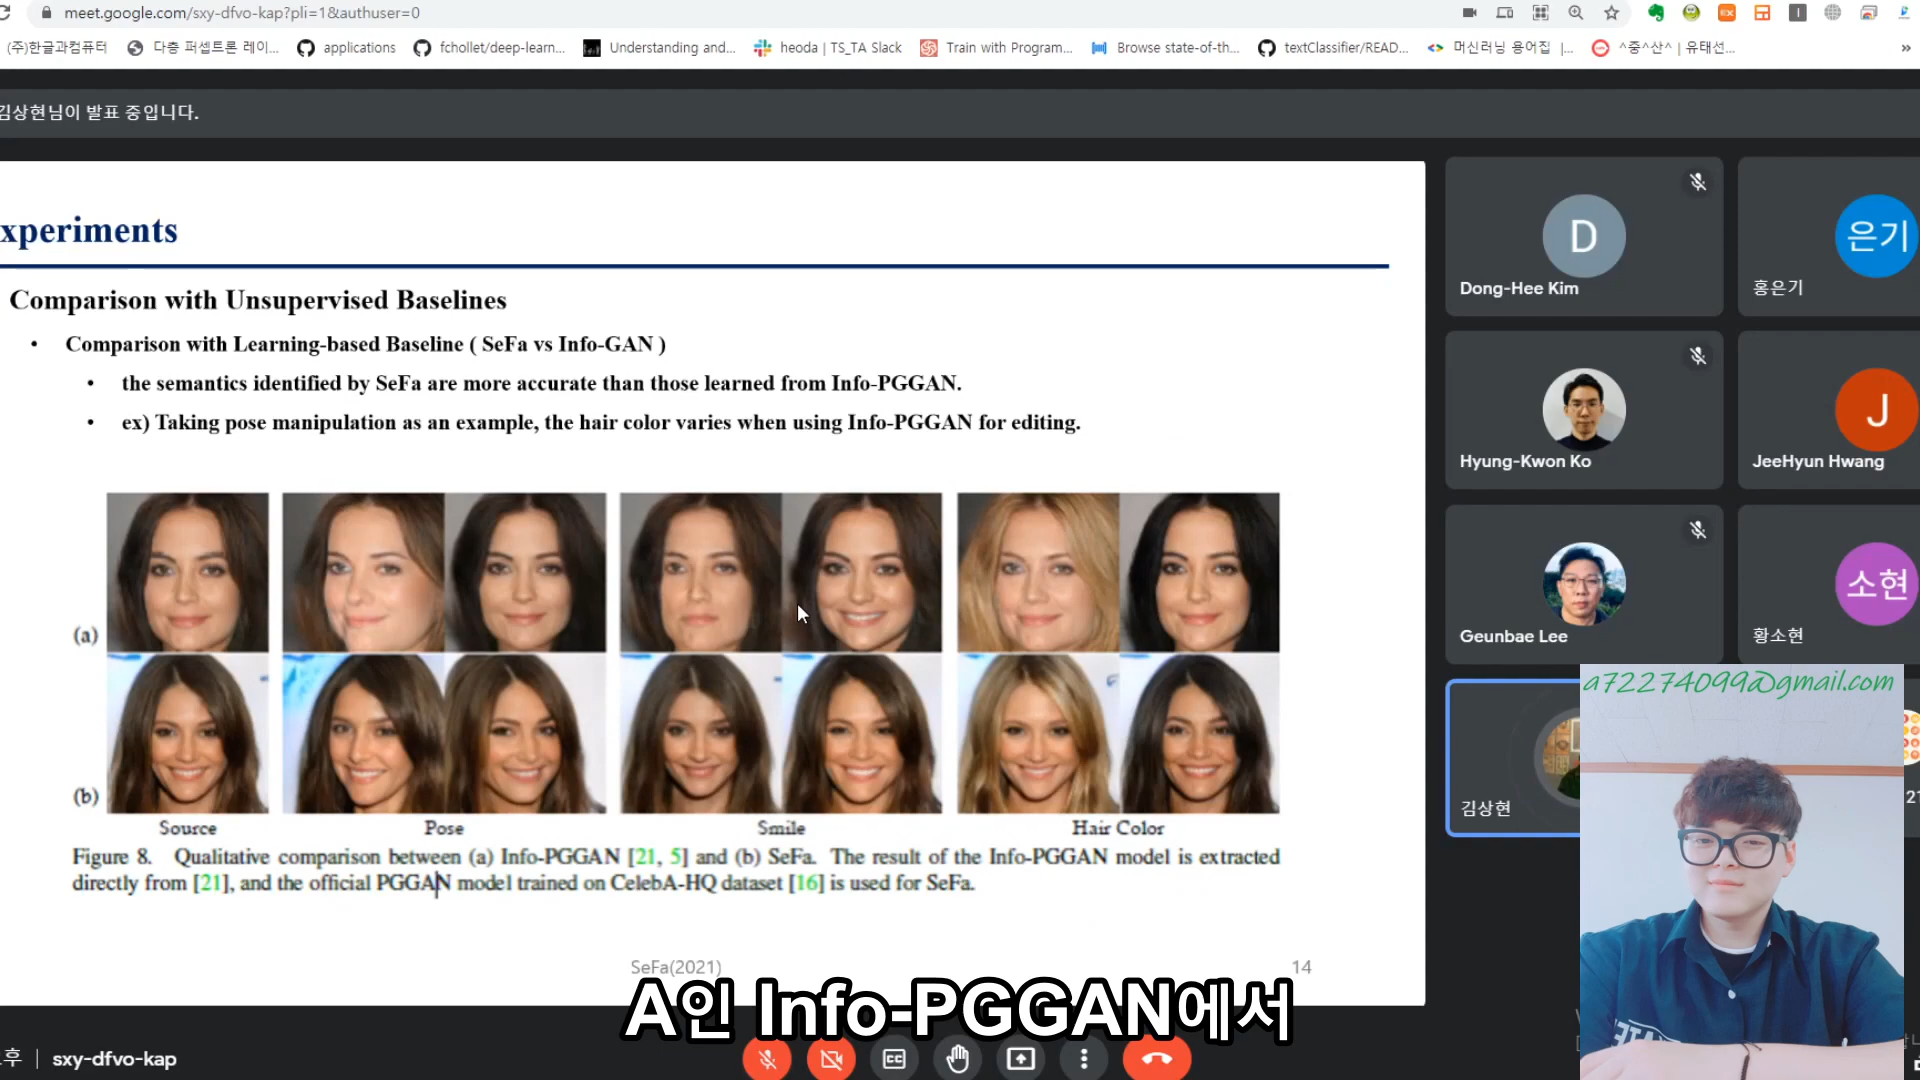 meet.google.com/sxy-dfvo-kap?pli=1&authuser=0
(주)한글과컴퓨터
다층 퍼셉트론 레이...
applications
fchollet/deep-learn...
Understanding and...
heoda | TS_TA Slack
Train with Program...
Browse state-of-th...
textClassifier/READ...
머신러닝 용어집 |...
^중^산^ | 유태선...
»
김상현님이 발표 중입니다.
xperiments
Comparison with Unsupervised Baselines
• Comparison with Learning-based Baseline ( SeFa vs Info-GAN )
• the semantics identified by SeFa are more accurate than those learned from Info-PGGAN.
• ex) Taking pose manipulation as an example, the hair color varies when using Info-PGGAN for editing.
(a)
(b)
Source Pose Smile Hair Color
Figure 8. Qualitative comparison between (a) Info-PGGAN [21, 5] and (b) SeFa. The result of the Info-PGGAN model is extracted
directly from [21], and the official PGGAN model trained on CelebA-HQ dataset [16] is used for SeFa.
SeFa(2021)
14
D
Dong-Hee Kim
은기
홍은기
Hyung-Kwon Ko
J
JeeHyun Hwang
Geunbae Lee
소현
황소현
김상현
a72274099@gmail.com
A인 Info-PGGAN에서
후 | sxy-dfvo-kap